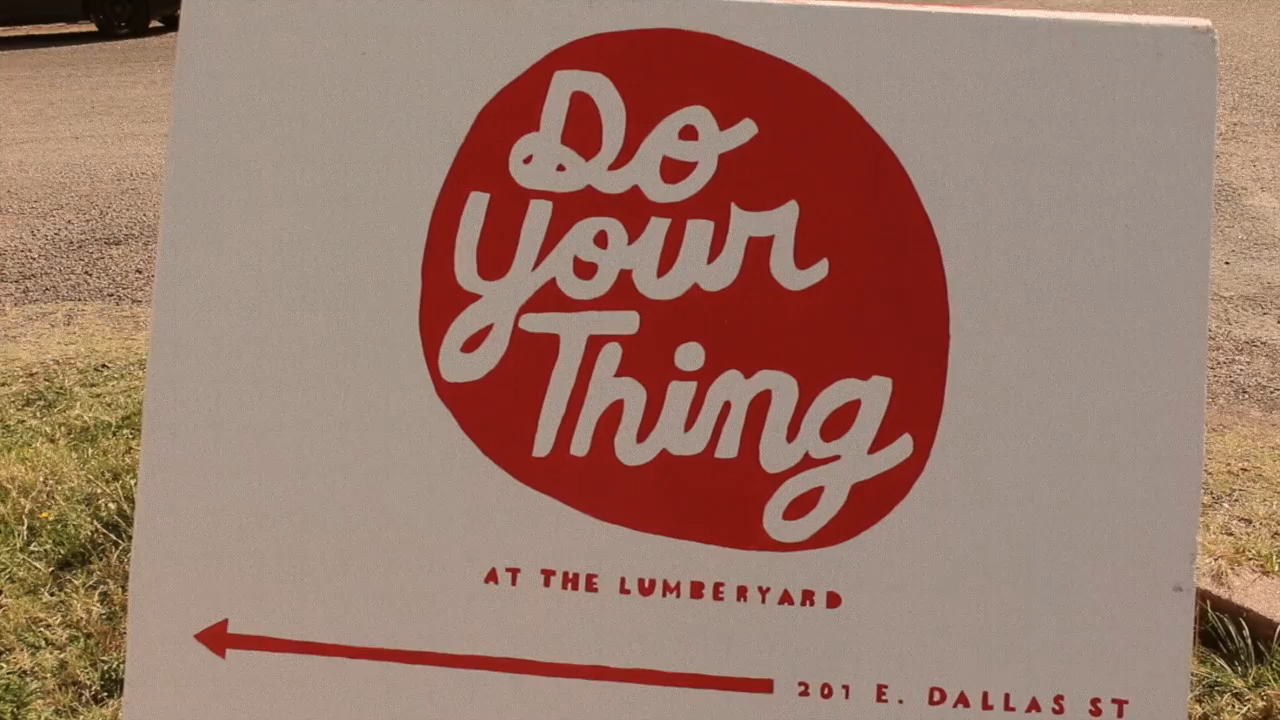 Do
Your
Thing
AT THE LUMBERYARD
201 E. DALLAS ST